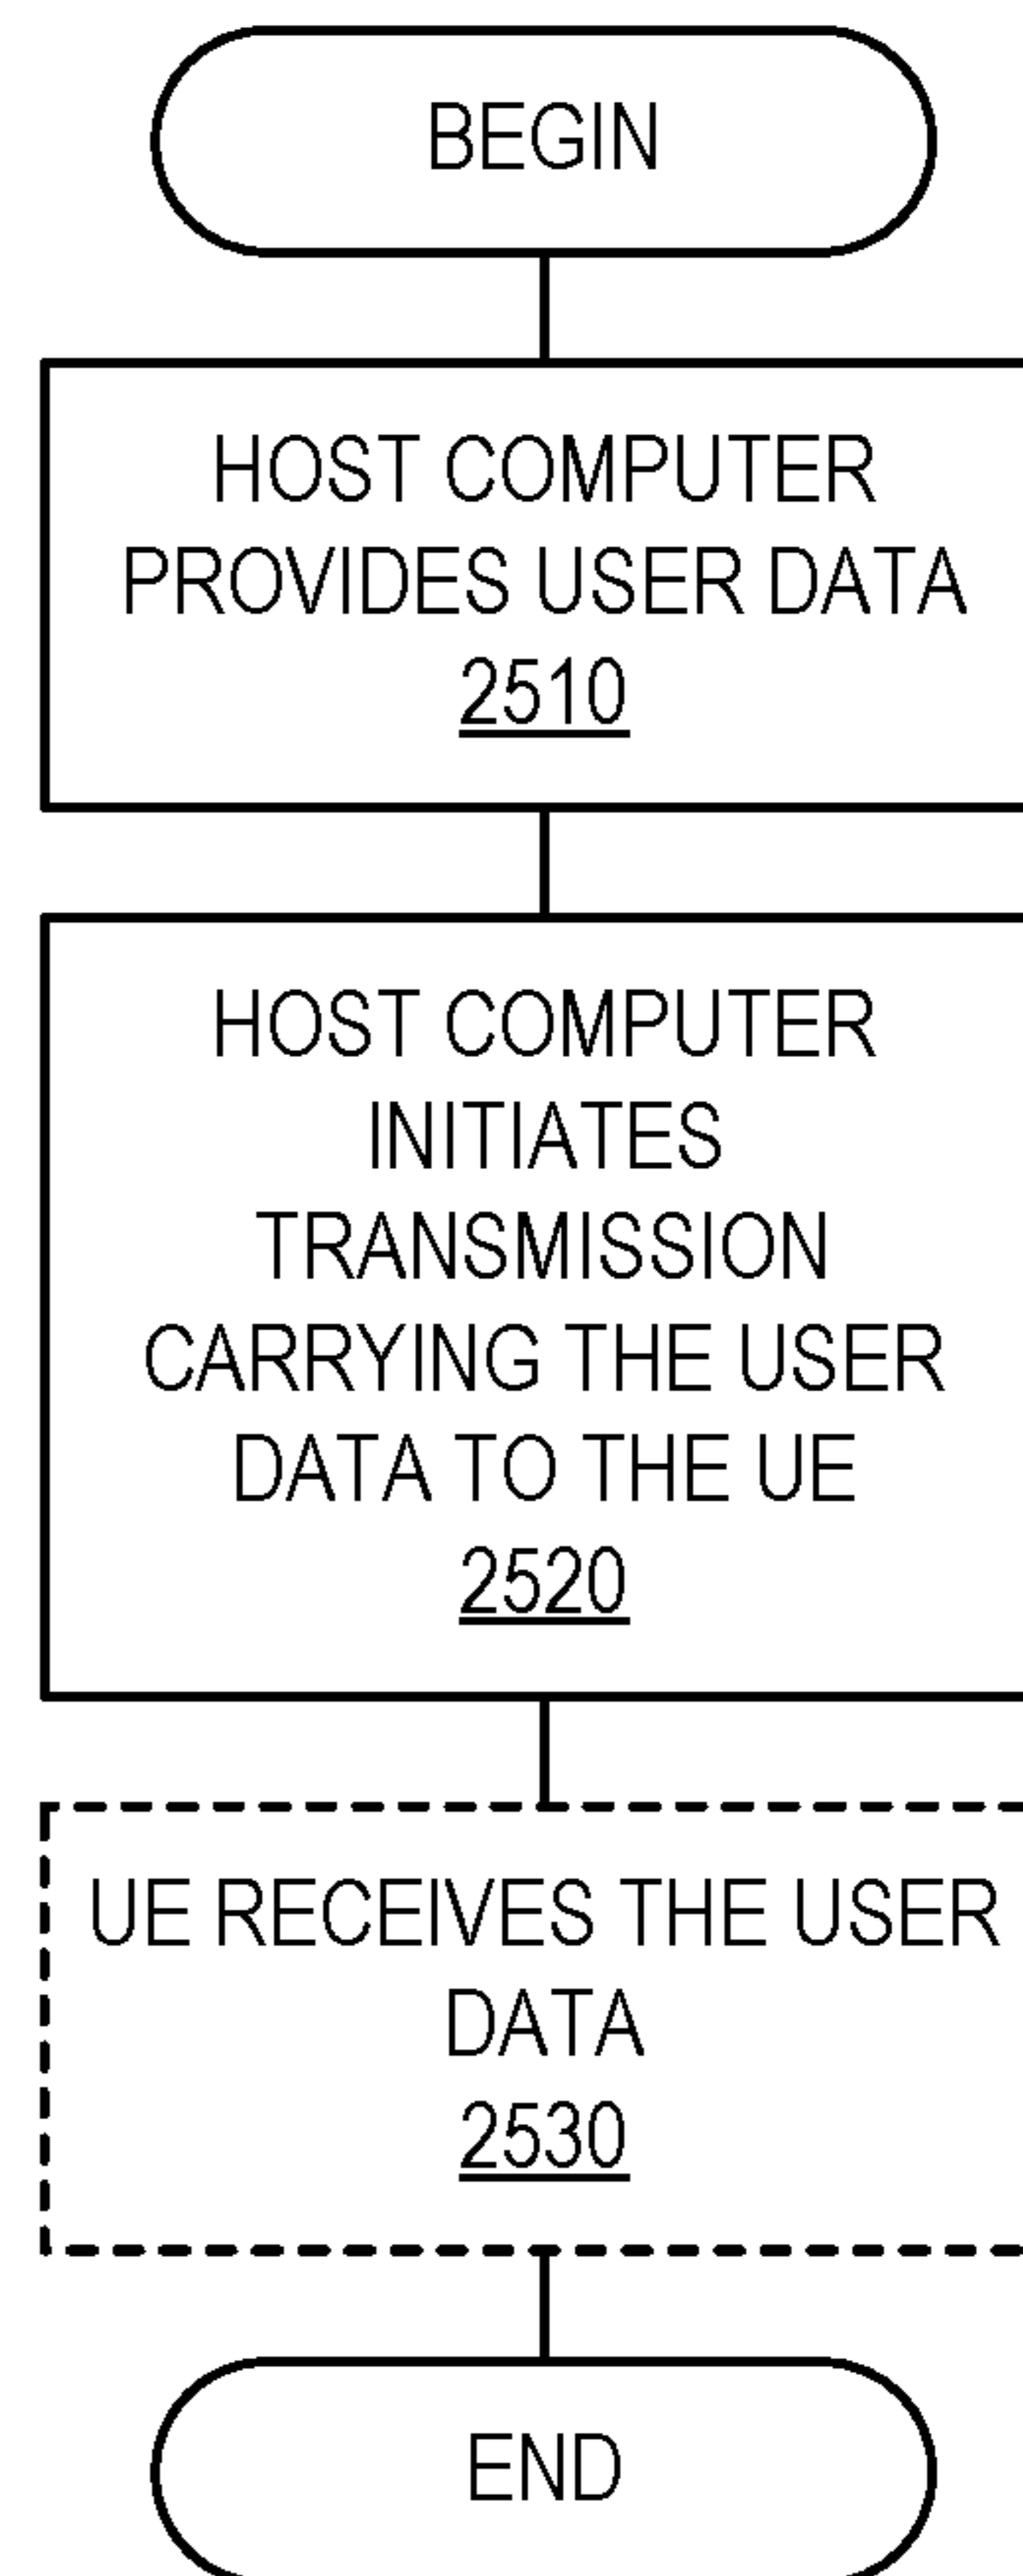 BEGIN
HOST COMPUTER
PROVIDES USER DATA
2510
HOST COMPUTER
INITIATES
TRANSMISSION
CARRYING THE USER
DATA TO THE UE
2520
UE RECEIVES THE USER
DATA
2530
END